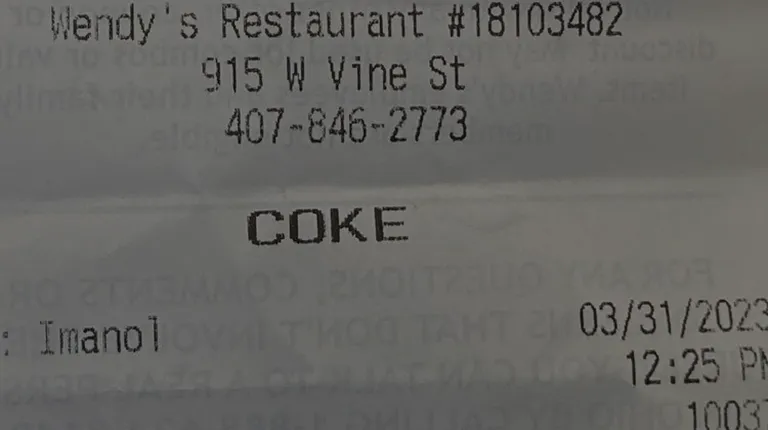 Wendy's Restaurant #18103482
915 W Vine St
407-846-2773
COKE
: Imanol
03/31/2023
12:25 PM
10037